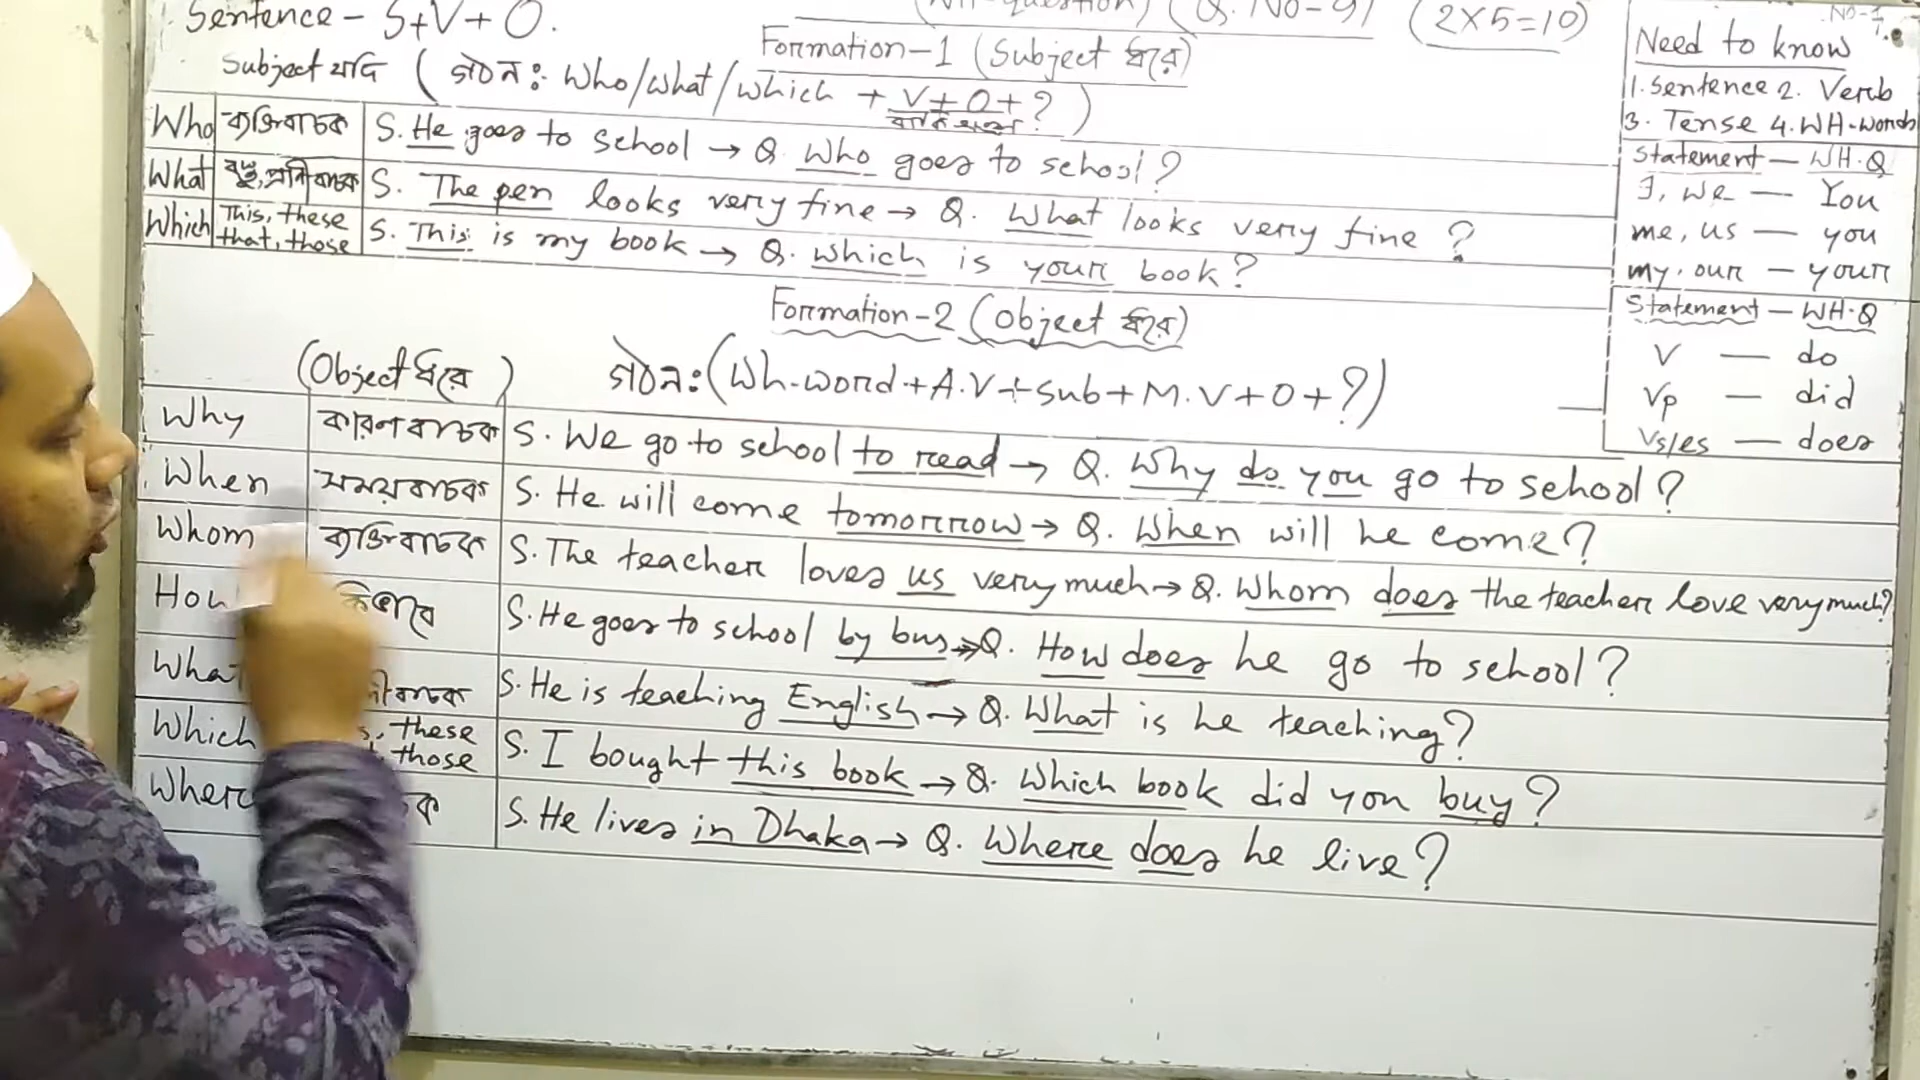 Sentence - S+V+O.
(WH-question) (Q. No-9) (2x5=10)
No-1
Formation-1 (Subject ধরে)
Subject যদি (গঠন: Who/what/which + V+O+?)
Who ব্যক্তিবাচক S. He goes to school → Q. Who goes to school?
What বস্তু, প্রাণীবাচক S. The pen looks very fine → Q. What looks very fine?
Which This, these that, those S. This is my book → Q. Which is your book?
Formation-2 (Object ধরে)
(Object ধরে) গঠন: (Wh-word + A.V + Sub + M.V + O + ?)
Why কারণবাচক S. We go to school to read → Q. Why do you go to school?
When সময়বাচক S. He will come tomorrow → Q. When will he come?
Whom ব্যক্তিবাচক S. The teacher loves us very much → Q. Whom does the teacher love very much?
How S. He goes to school by bus → Q. How does he go to school?
What S. He is teaching English → Q. What is he teaching?
Which these those S. I bought this book → Q. Which book did you buy?
Where S. He lives in Dhaka → Q. Where does he live?
Need to know
1. Sentence 2. Verb
3. Tense 4. WH-words
Statement — WH.Q
I, we — You
me, us — you
my, our — your
Statement — WH.Q
V — do
Vp — did
Vs/es — does